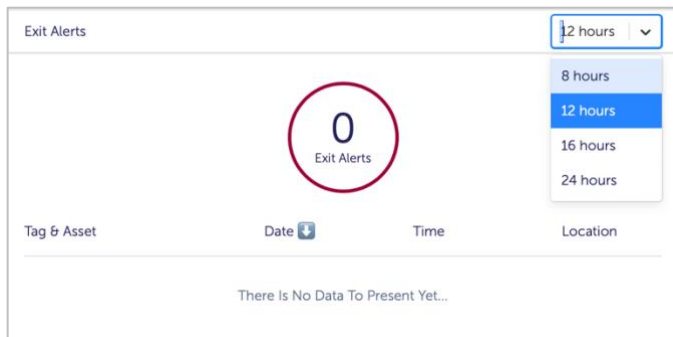 Exit Alerts
12 hours
8 hours
12 hours
16 hours
24 hours
0
Exit Alerts
Tag & Asset Date Time Location
There Is No Data To Present Yet...